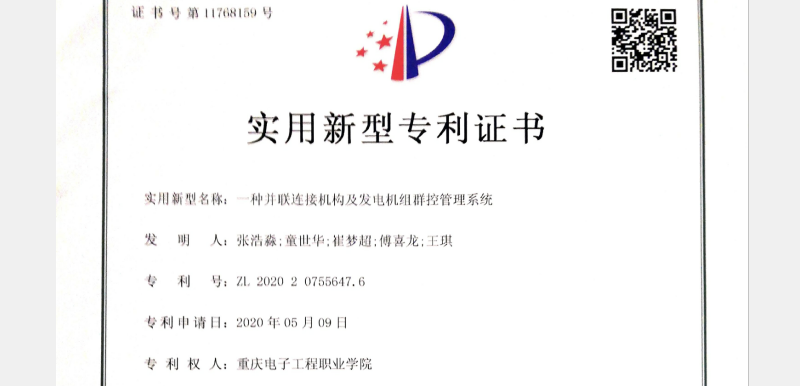 证书号第11768159号
实用新型专利证书
实用新型名称：一种并联连接机构及发电机组群控管理系统
发明人：张浩淼;童世华;崔梦超;傅喜龙;王琪
专利号：ZL 2020 2 0755647.6
专利申请日：2020年05月09日
专利权人：重庆电子工程职业学院